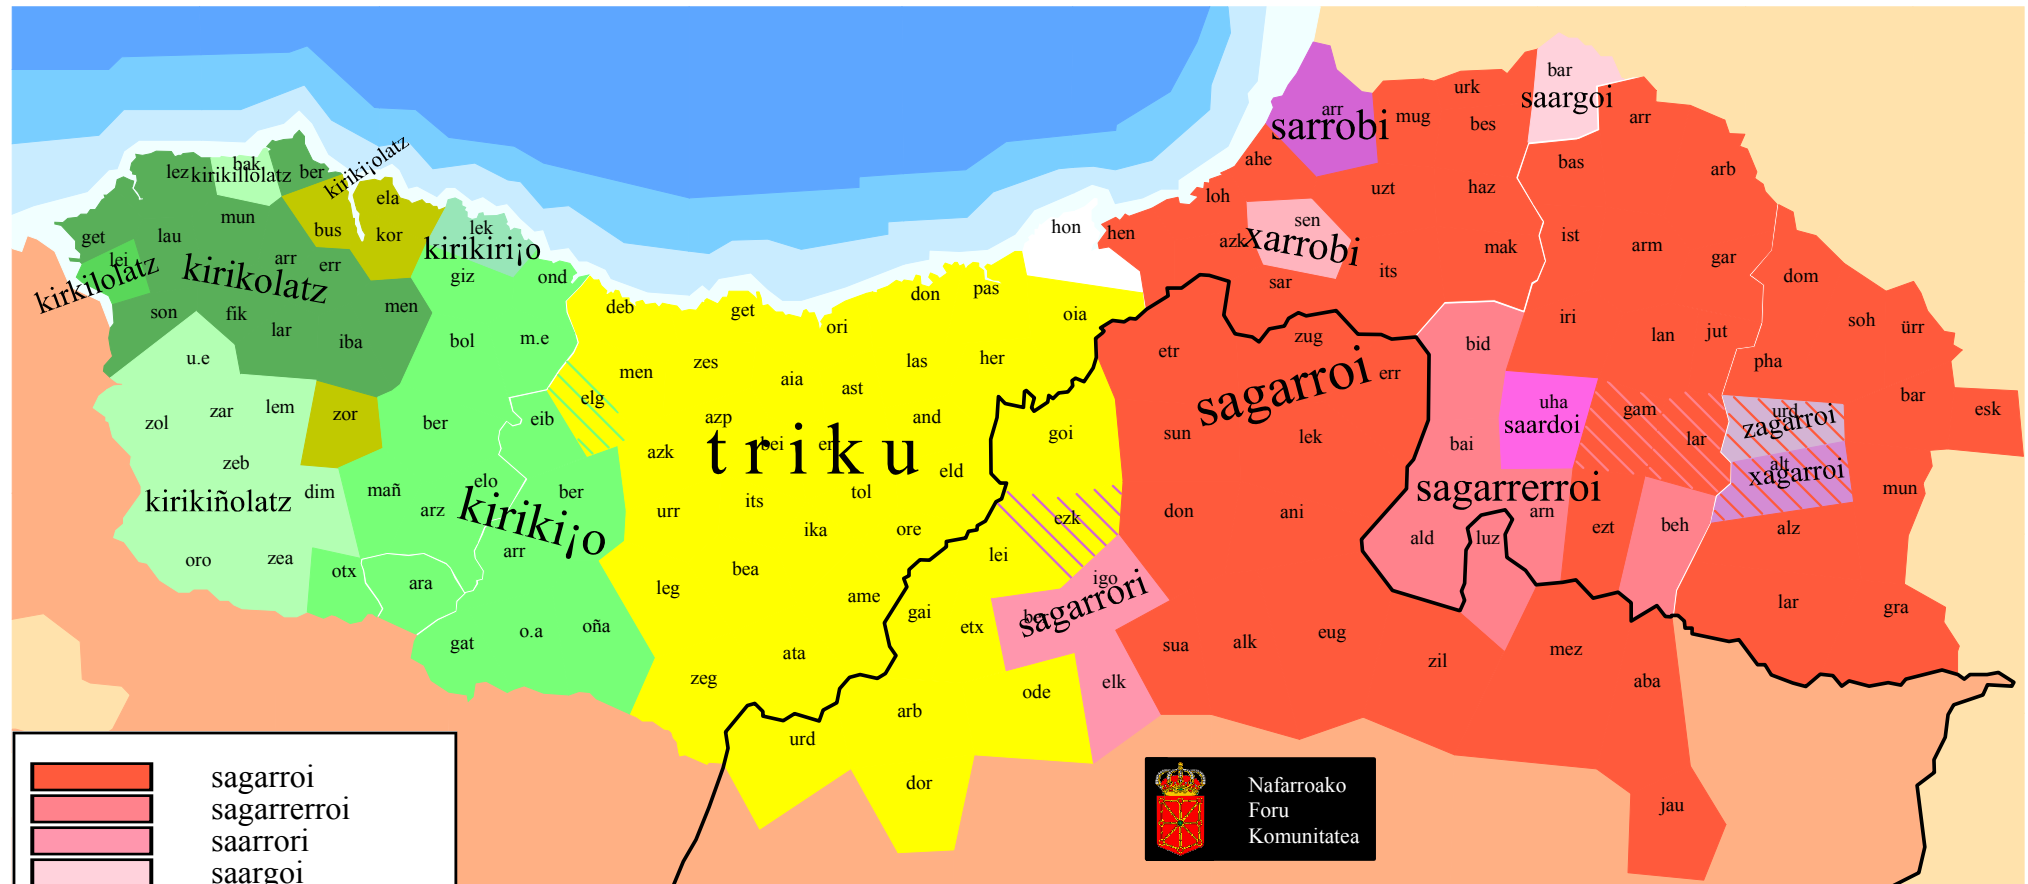 bar
urk
saargoi
arr
sarrobi
mug
bes
arr
kirikijolatz
lez
bak
kirikillolatz
ber
ahe
bas
arb
ela
loh
uzt
haz
mun
bus
kor
get
lau
lek
kirikiri¡o
hon
hen
sen
azk
xarrobi
mak
ist
arm
gar
lei
kirkilolatz
kirikolatz
arr
err
giz
ond
its
sar
dom
son
fik
lar
men
iba
deb
get
don
pas
ori
oia
iri
lan
jut
soh
ürr
u.e
bol
m.e
men
zes
las
her
etr
zug
err
sagarroi
bid
pha
aia
ast
elg
zol
zar
lem
zor
ber
eib
azp
and
goi
sun
lek
bai
uha
saardoi
gam
lar
urd
zagarroi
bar
esk
zeb
azk
triku
bei
eld
alt
xagarroi
kirikiñolatz
dim
mañ
elo
arz
kiriki¡o
ber
urr
its
tol
ika
ore
ezk
don
ani
sagarrerroi
arn
ald
luz
ezt
beh
mun
alz
oro
zea
otx
ara
arr
leg
bea
ame
lei
gai
etx
igo
sagarrori
lar
gra
gat
o.a
oña
ata
zeg
arb
ode
elk
sua
alk
eug
zil
mez
aba
urd
dor
jau
sagarroi
sagarrerroi
saarrori
saargoi
Nafarroako
Foru
Komunitatea